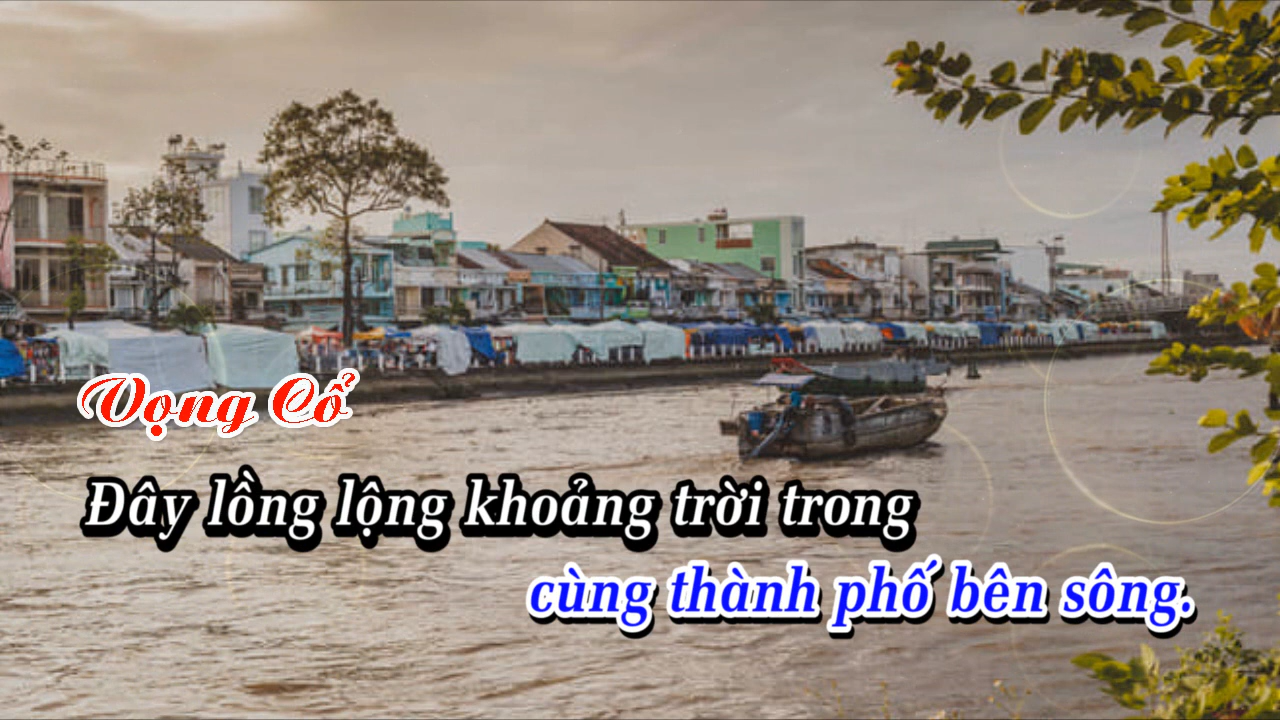 Vọng Cổ
Đây lồng lộng khoảng trời trong
cùng thành phố bên sông.